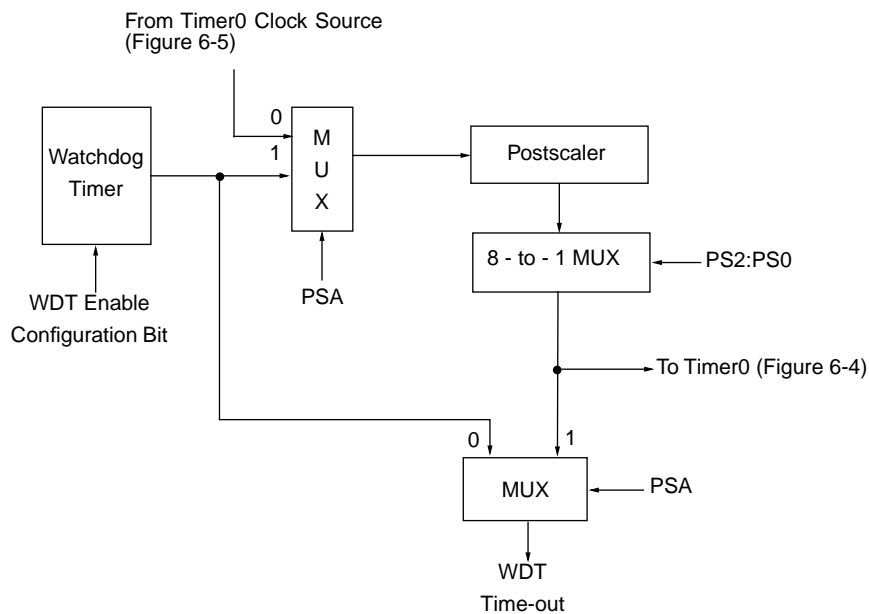 From Timer0 Clock Source
(Figure 6-5)
0
1
M
U
X
Watchdog
Timer
Postscaler
8 - to - 1 MUX
PS2:PS0
PSA
WDT Enable
Configuration Bit
To Timer0 (Figure 6-4)
0
1
MUX
PSA
WDT
Time-out